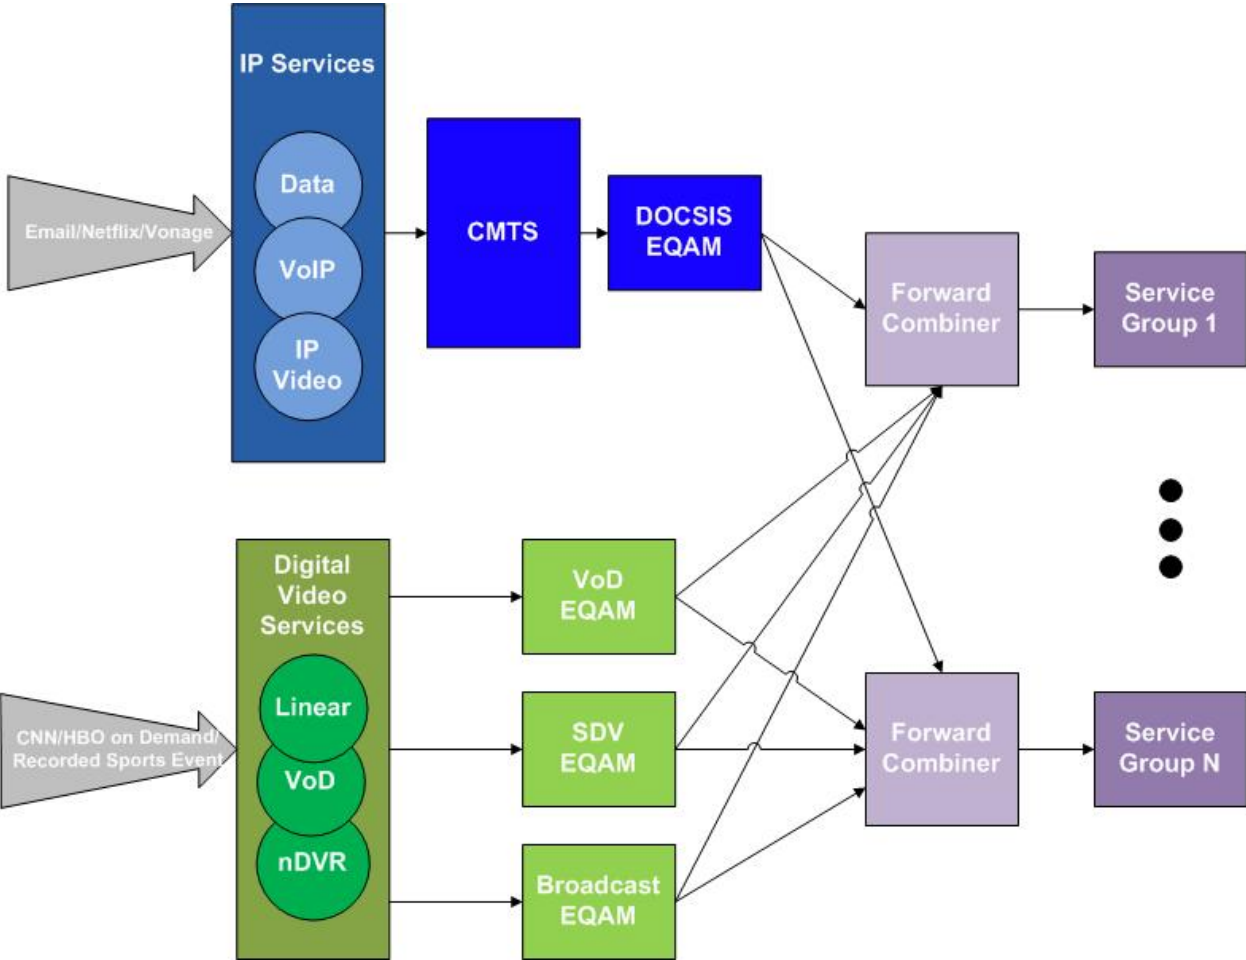 IP Services
Data
VoIP
IP
Video
Email/Netflix/Vonage
CMTS
DOCSIS
EQAM
Forward
Combiner
Service
Group 1
Digital
Video
Services
Linear
VoD
nDVR
CNN/HBO on Demand/
Recorded Sports Event
VoD
EQAM
SDV
EQAM
Broadcast
EQAM
Forward
Combiner
Service
Group N